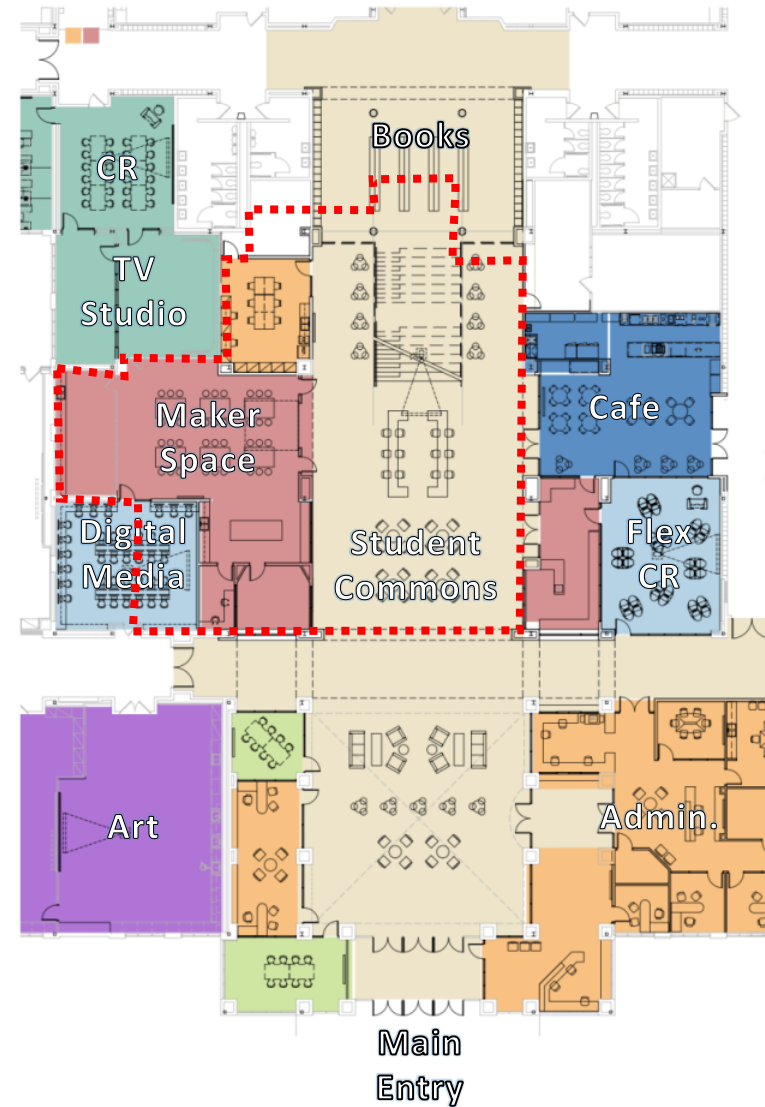 Books
CR
TV
Studio
Maker
Space
Cafe
Digital
Media
Student
Commons
Flex
CR
Art
Admin.
Main
Entry